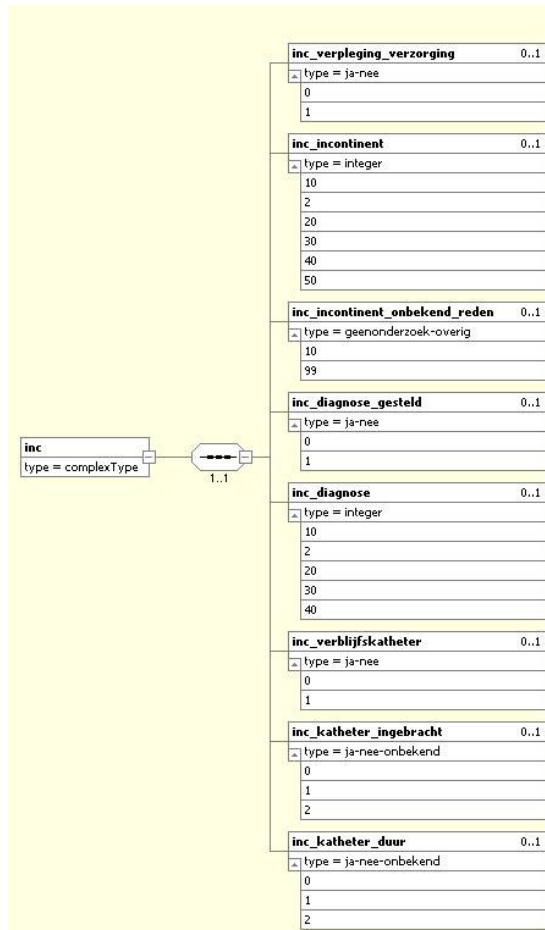 inc_verpleging_verzorging 0..1
type = ja-nee
0
1
inc_incontinent 0..1
type = integer
10
2
20
30
40
50
inc_incontinent_onbekend_reden 0..1
type = geenonderzoek-overig
10
99
inc_diagnose_gesteld 0..1
type = ja-nee
0
1
inc
type = complexType
1..1
inc_diagnose 0..1
type = integer
10
2
20
30
40
inc_verblijfskatheter 0..1
type = ja-nee
0
1
inc_katheter_ingebracht 0..1
type = ja-nee-onbekend
0
1
2
inc_katheter_duur 0..1
type = ja-nee-onbekend
0
1
2